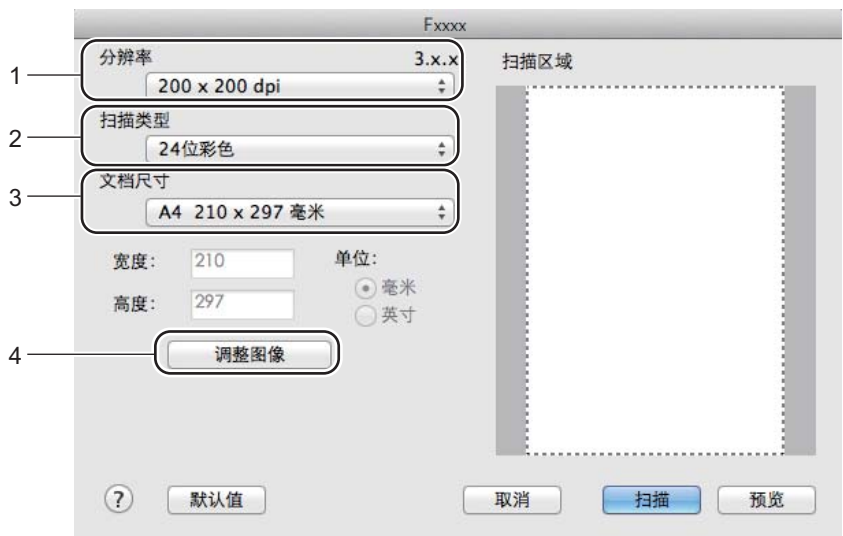 Fxxxx
1
分辨率 3.x.x
200 x 200 dpi
2
扫描类型
24位彩色
3
文档尺寸
A4 210 x 297 毫米
宽度: 210
高度: 297
单位:
毫米
英寸
4
调整图像
扫描区域
? 默认值 取消 扫描 预览